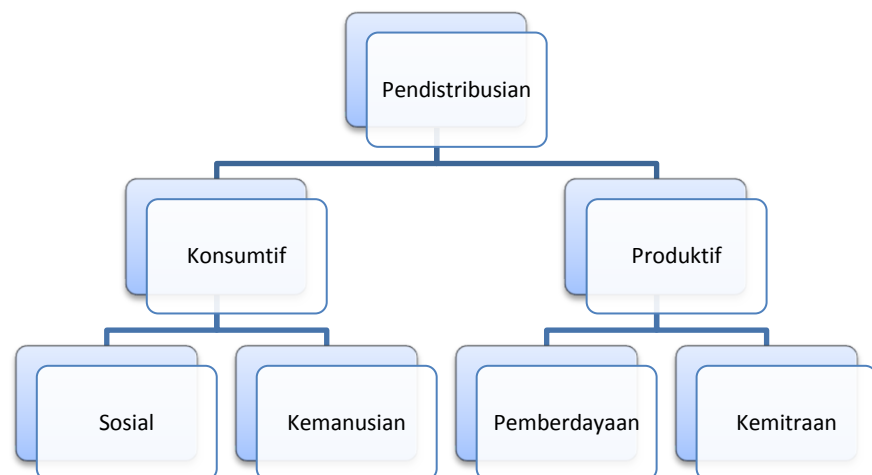 Pendistribusian
Konsumtif
Produktif
Sosial
Kemanusian
Pemberdayaan
Kemitraan